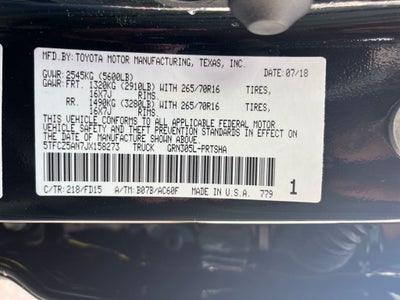 MFD.BY: TOYOTA MOTOR MANUFACTURING, TEXAS, INC.
GVWR: 2545KG (5600LB) DATE: 07/18
GAWR: FRT. 1320KG (2910LB) WITH 265/70R16 TIRES,
16X7J RIMS
RR. 1490KG (3280LB) WITH 265/70R16 TIRES,
16X7J RIMS
THIS VEHICLE CONFORMS TO ALL APPLICABLE FEDERAL MOTOR
VEHICLE SAFETY AND THEFT PREVENTION STANDARDS IN EFFECT
ON THE DATE OF MANUFACTURE SHOWN ABOVE.
5TFCZ5AN7JX158273 TRUCK GRN305L-PRTSHA
C/TR: 218/FD15 A/TM: B07B/AC60F MADE IN U.S.A. 779 1